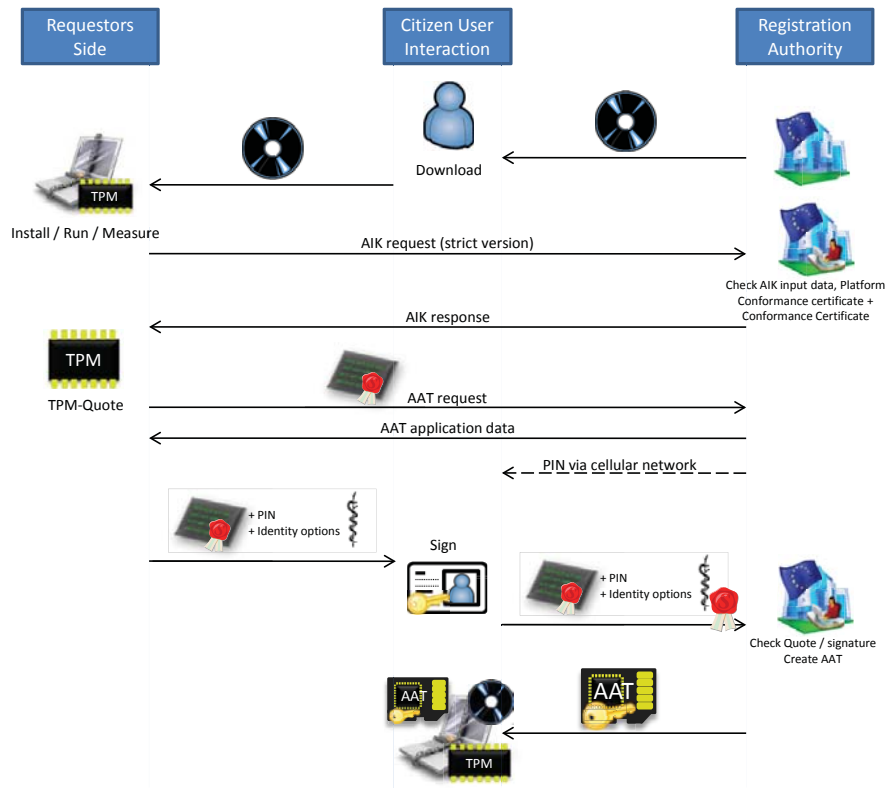 Requestors
Side
Citizen User
Interaction
Registration
Authority
Download
TPM
Install / Run / Measure
AIK request (strict version)
Check AIK input data, Platform
Conformance certificate +
Conformance Certificate
AIK response
TPM
TPM-Quote
AAT request
AAT application data
PIN via cellular network
+ PIN
+ Identity options
Sign
+ PIN
+ Identity options
Check Quote / signature
Create AAT
AAT
AAT
TPM